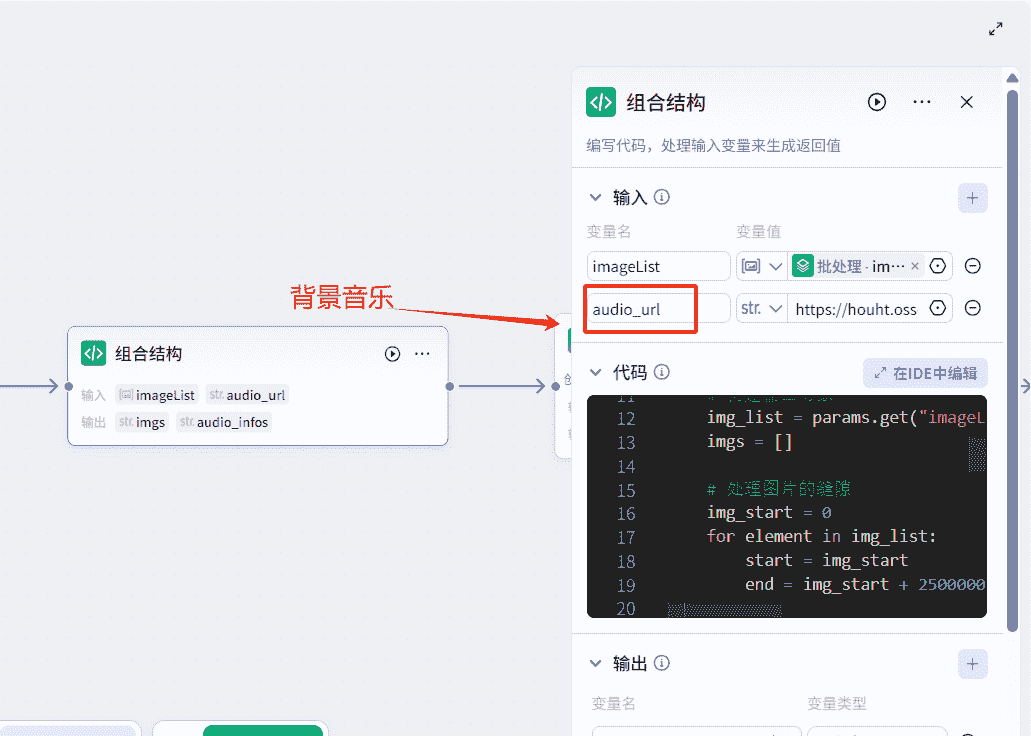 组合结构
编写代码，处理输入变量来生成返回值
输入
变量名 变量值
imageList 批处理 · im···
audio_url str. https://houht.oss
背景音乐
组合结构
输入 imageList str. audio_url
输出 str. imgs str. audio_infos
代码 在IDE中编辑
11
12 img_list = params.get("imageL
13 imgs = []
14
15 # 处理图片的缝隙
16 img_start = 0
17 for element in img_list:
18 start = img_start
19 end = img_start + 2500000
20
输出
变量名 变量类型